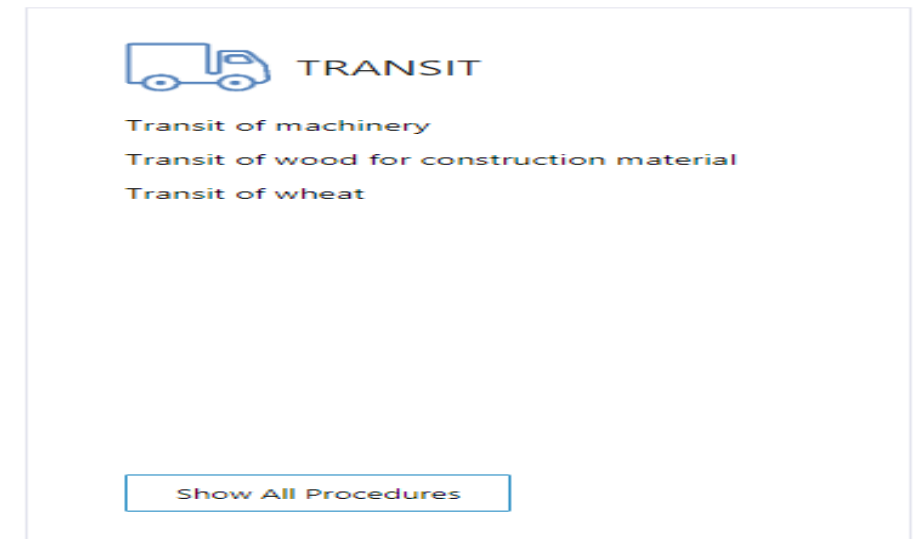 TRANSIT
Transit of machinery
Transit of wood for construction material
Transit of wheat
Show All Procedures